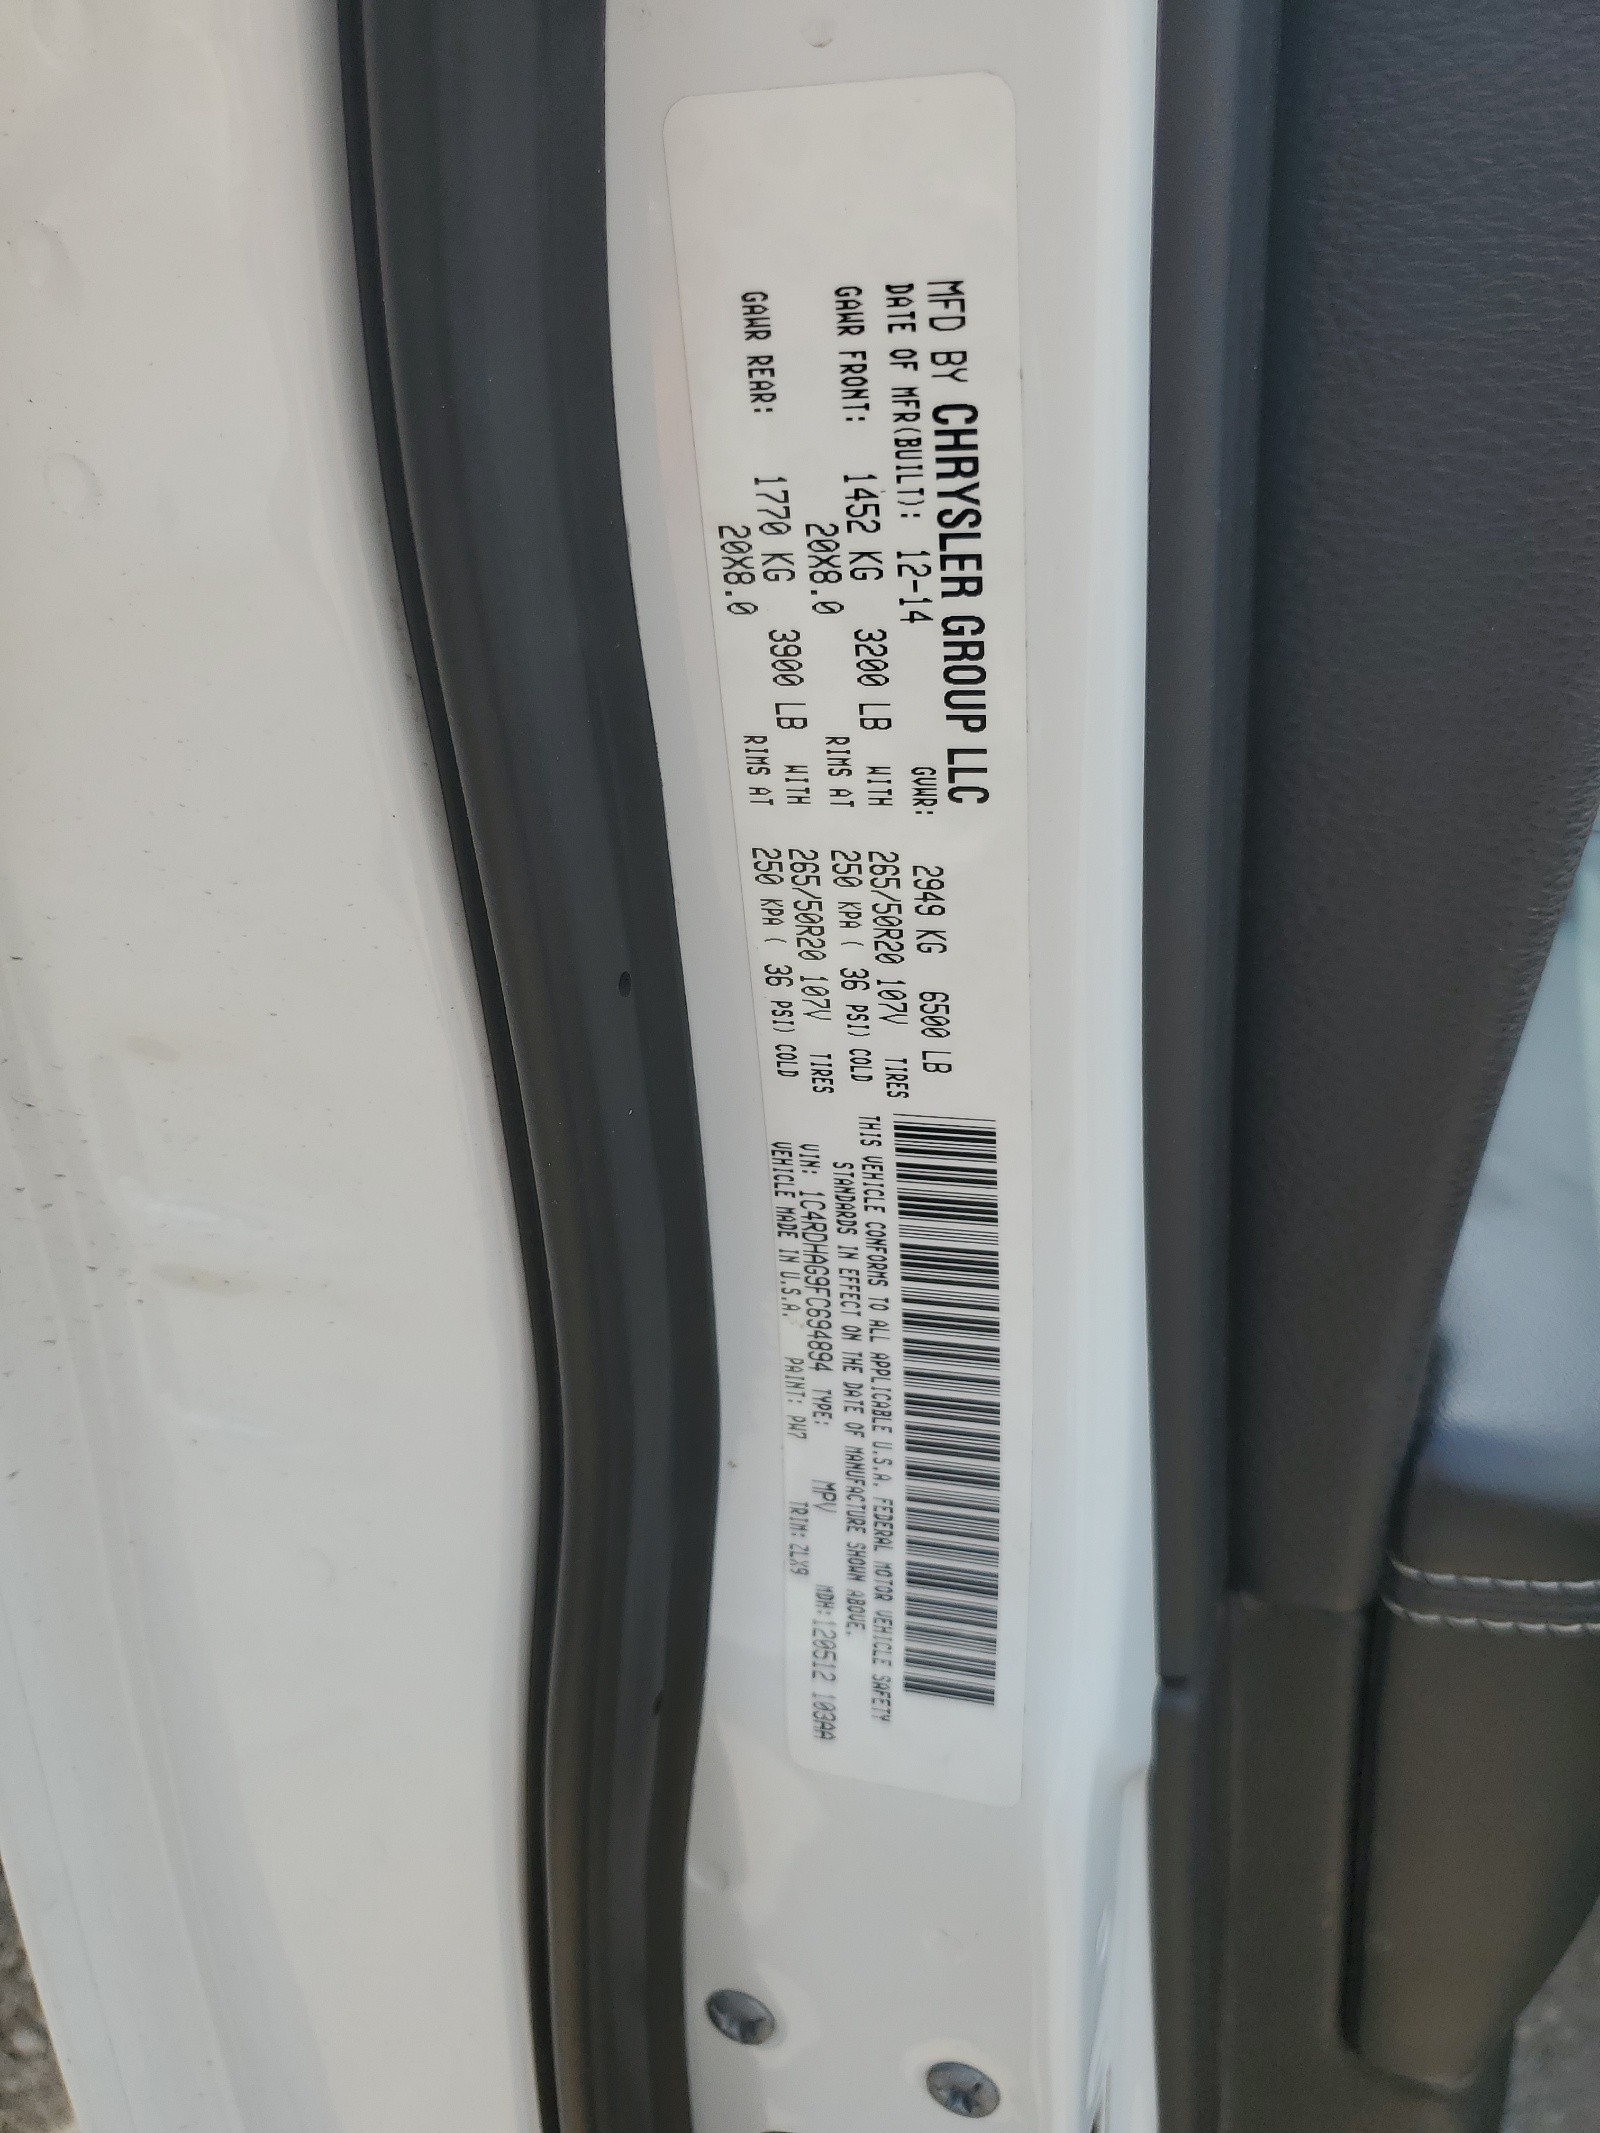 MFD BY CHRYSLER GROUP LLC
DATE OF MFR(BUILT): 12-14 GVWR: 2949 KG 6500 LB
GAWR FRONT: 1452 KG 3200 LB WITH 265/50R20 107V TIRES
20X8.0 RIMS AT 250 KPA ( 36 PSI) COLD
GAWR REAR: 1770 KG 3900 LB WITH 265/50R20 107V TIRES
20X8.0 RIMS AT 250 KPA ( 36 PSI) COLD
THIS VEHICLE CONFORMS TO ALL APPLICABLE U.S.A. FEDERAL MOTOR VEHICLE SAFETY
STANDARDS IN EFFECT ON THE DATE OF MANUFACTURE SHOWN ABOVE.
VIN: 1C4RDHAG9FC694894 TYPE: MPV MDH:120512 103AA
VEHICLE MADE IN U.S.A. PAINT: PW7 TRIM: ZLX9